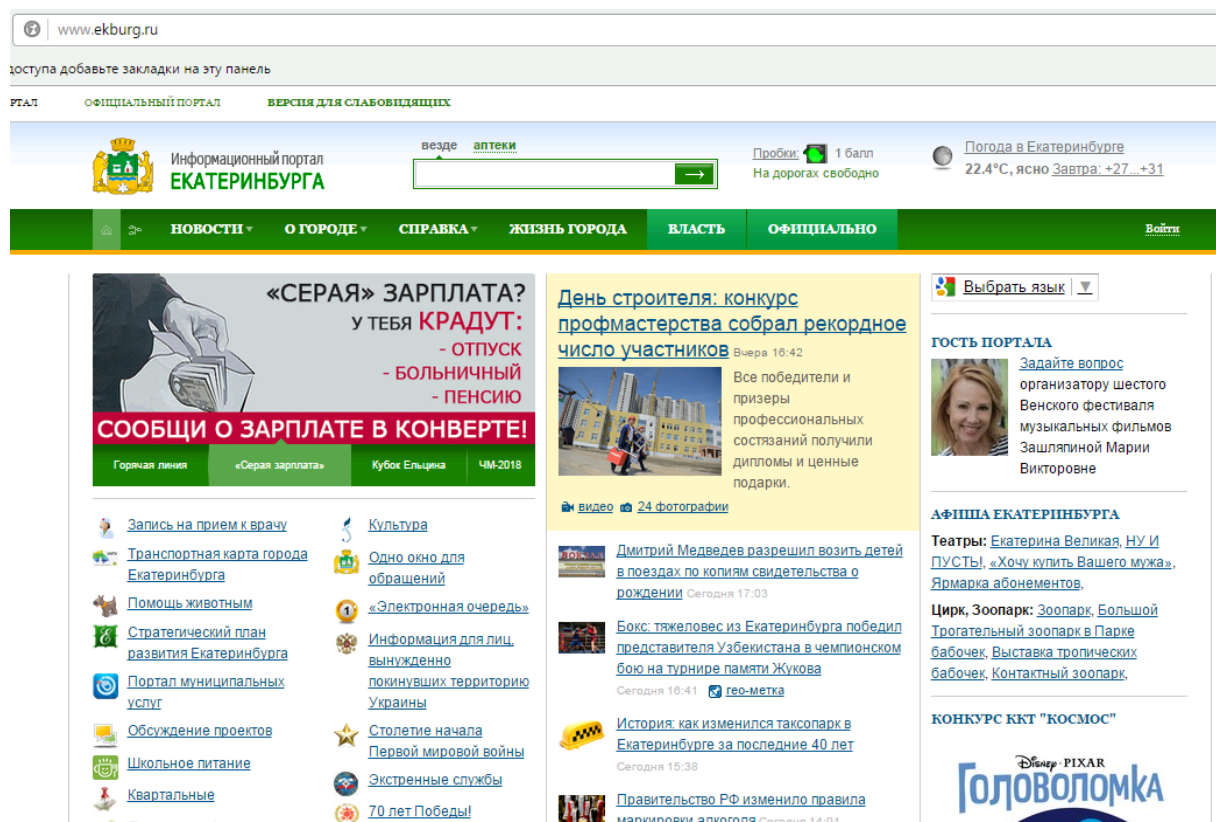 www.ekburg.ru
доступа добавьте закладки на эту панель
РТАЛ
ОФИЦИАЛЬНЫЙ ПОРТАЛ
ВЕРСИЯ ДЛЯ СЛАБОВИДЯЩИХ
Информационный портал
ЕКАТЕРИНБУРГА
везде аптеки
Пробки: 1 балл
На дорогах свободно
Погода в Екатеринбурге
22.4°C, ясно Завтра: +27...+31
НОВОСТИ
О ГОРОДЕ
СПРАВКА
ЖИЗНЬ ГОРОДА
ВЛАСТЬ
ОФИЦИАЛЬНО
Войти
«СЕРАЯ» ЗАРПЛАТА?
У ТЕБЯ КРАДУТ:
- ОТПУСК
- БОЛЬНИЧНЫЙ
- ПЕНСИЮ
СООБЩИ О ЗАРПЛАТЕ В КОНВЕРТЕ!
Горячая линия
«Серая зарплата»
Кубок Ельцина
ЧМ-2018
Запись на прием к врачу
Транспортная карта города
Екатеринбурга
Помощь животным
Стратегический план
развития Екатеринбурга
Портал муниципальных
услуг
Обсуждение проектов
Школьное питание
Квартальные
Культура
Одно окно для
обращений
«Электронная очередь»
Информация для лиц,
вынужденно
покинувших территорию
Украины
Столетие начала
Первой мировой войны
Экстренные службы
70 лет Победы!
День строителя: конкурс
профмастерства собрал рекордное
число участников Вчера 16:42
Все победители и
призеры
профессиональных
состязаний получили
дипломы и ценные
подарки.
видео 24 фотографии
ВОКЗАЛ
Дмитрий Медведев разрешил возить детей
в поездах по копиям свидетельства о
рождении Сегодня 17:03
Бокс: тяжеловес из Екатеринбурга победил
представителя Узбекистана в чемпионском
бою на турнире памяти Жукова
Сегодня 16:41 гео-метка
История: как изменился таксопарк в
Екатеринбурге за последние 40 лет
Сегодня 15:38
Правительство РФ изменило правила
маркировки алкоголя Сегодня 14:01
Выбрать язык
ГОСТЬ ПОРТАЛА
Задайте вопрос
организатору шестого
Венского фестиваля
музыкальных фильмов
Зашляпиной Марии
Викторовне
АФИША ЕКАТЕРИНБУРГА
Театры: Екатерина Великая, НУ И
ПУСТЬ!, «Хочу купить Вашего мужа»,
Ярмарка абонементов,
Цирк, Зоопарк: Зоопарк, Большой
Трогательный зоопарк в Парке
бабочек, Выставка тропических
бабочек, Контактный зоопарк,
КОНКУРС ККТ "КОСМОС"
Disney · PIXAR
ГОЛОВОЛОМКА